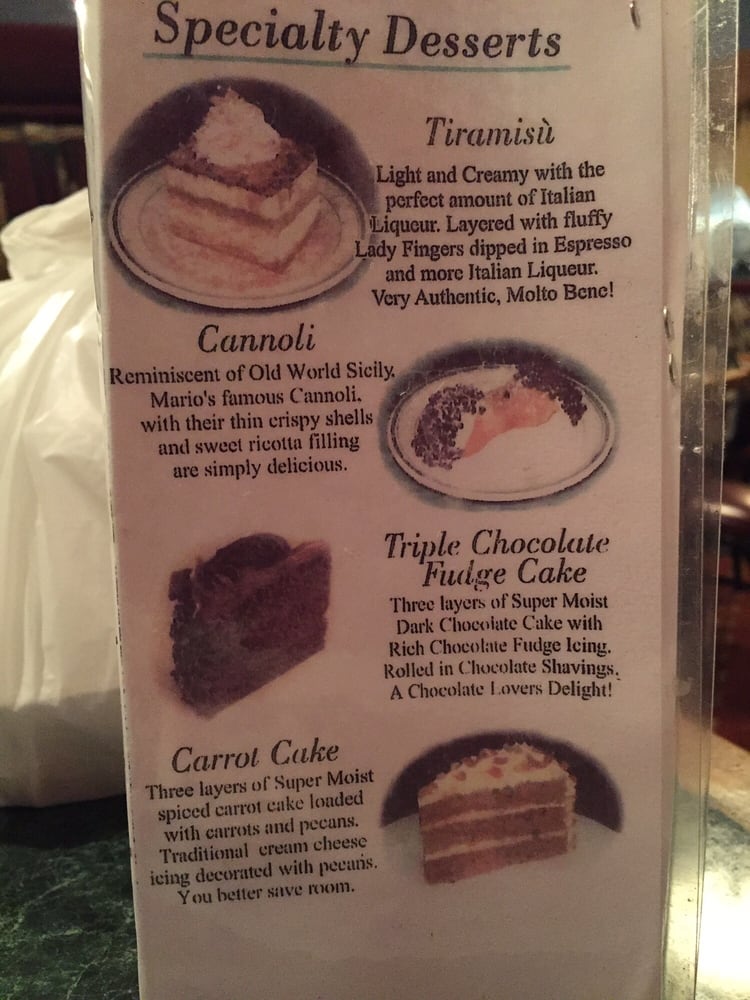 Specialty Desserts
Tiramisù
Light and Creamy with the
perfect amount of Italian
Liqueur. Layered with fluffy
Lady Fingers dipped in Espresso
and more Italian Liqueur.
Very Authentic, Molto Bene!
Cannoli
Reminiscent of Old World Sicily.
Mario's famous Cannoli.
with their thin crispy shells
and sweet ricotta filling
are simply delicious.
Triple Chocolate
Fudge Cake
Three layers of Super Moist
Dark Chocolate Cake with
Rich Chocolate Fudge Icing.
Rolled in Chocolate Shavings.
A Chocolate Lovers Delight!
Carrot Cake
Three layers of Super Moist
spiced carrot cake loaded
with carrots and pecans.
Traditional cream cheese
icing decorated with pecans.
You better save room.